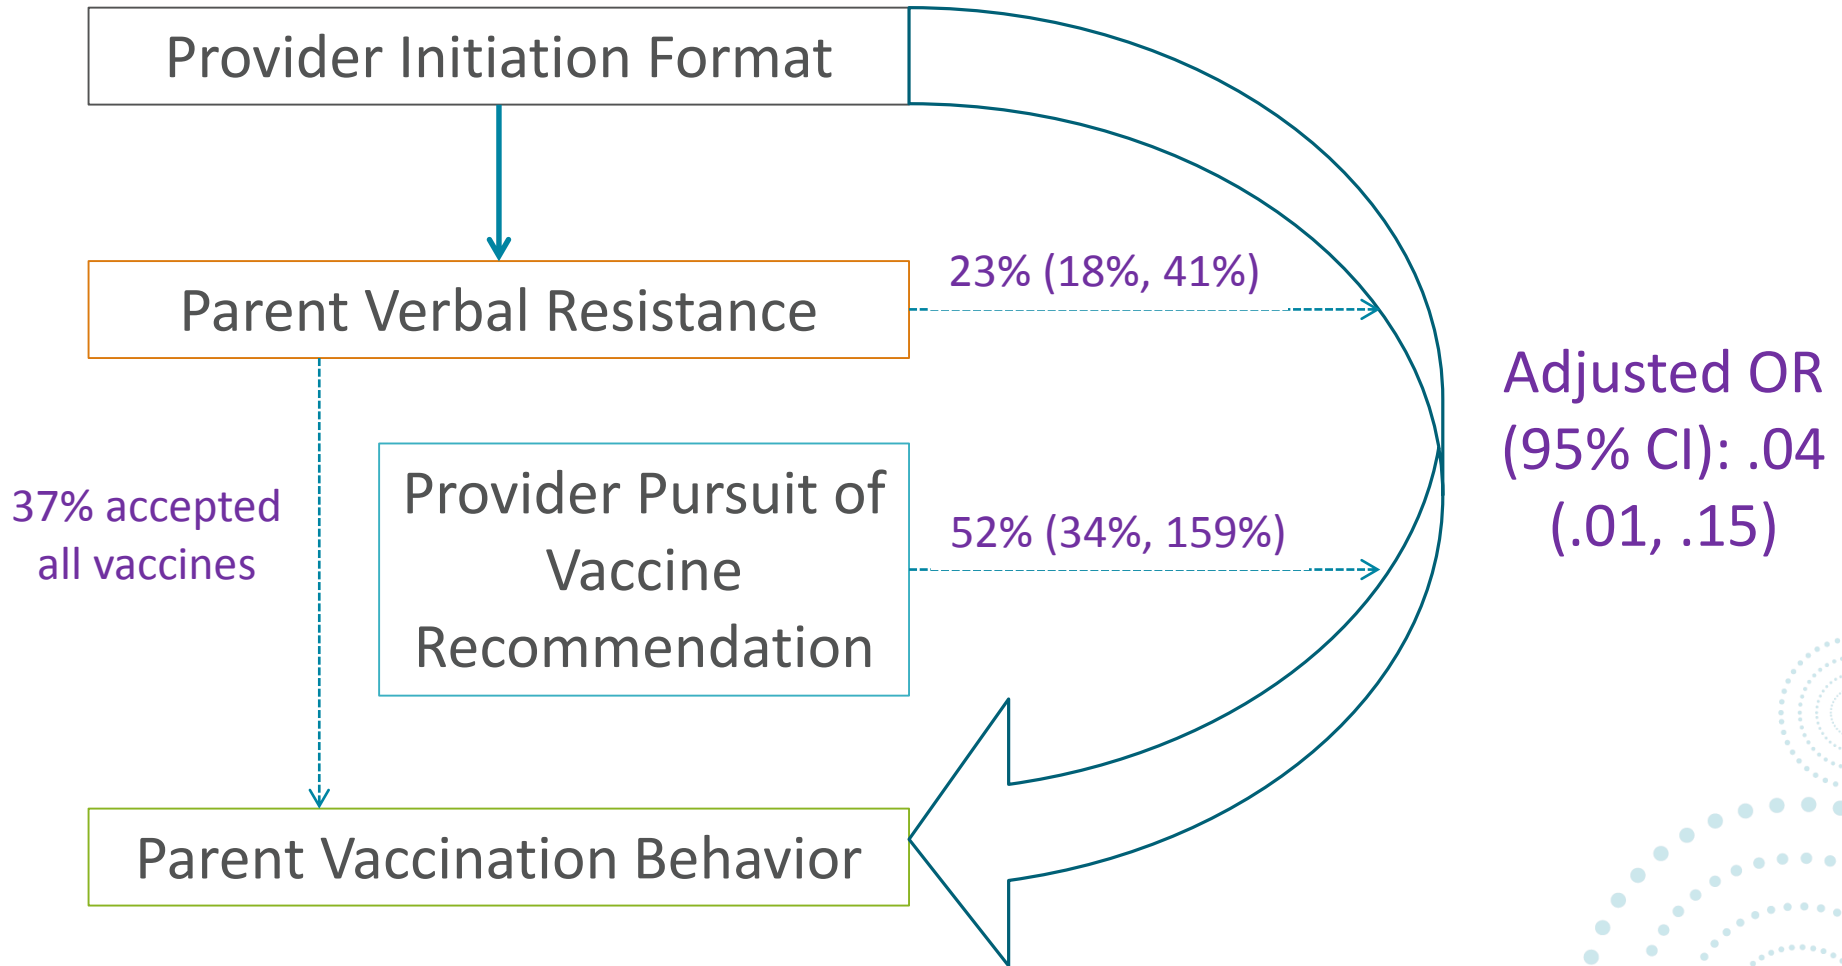 Provider Initiation Format
23% (18%, 41%)
Parent Verbal Resistance
Adjusted OR
(95% CI): .04
(.01, .15)
37% accepted
all vaccines
Provider Pursuit of
Vaccine
Recommendation
52% (34%, 159%)
Parent Vaccination Behavior